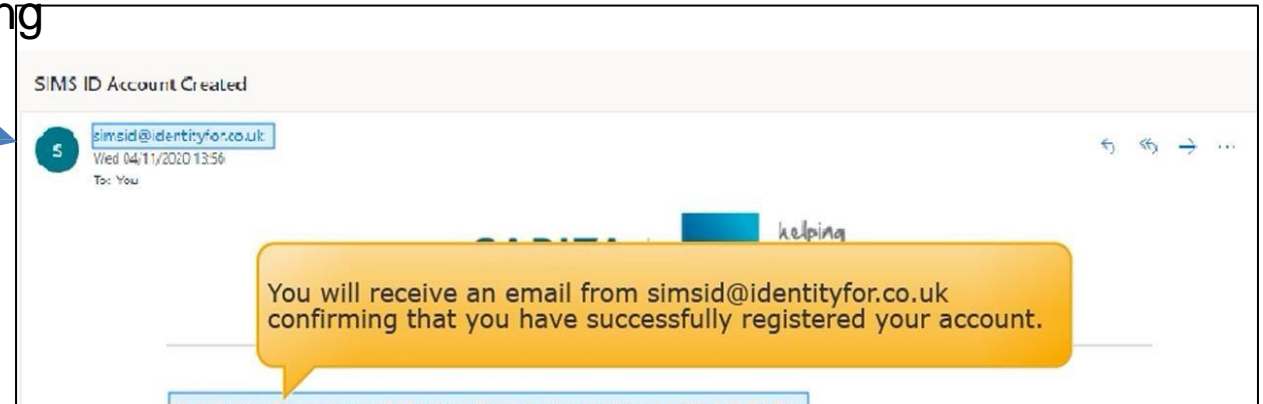 ng
SIMS ID Account Created
S
simsid@identityfor.co.uk
Wed 04/11/2020 13:56
To: You
helping
You will receive an email from simsid@identityfor.co.uk
confirming that you have successfully registered your account.